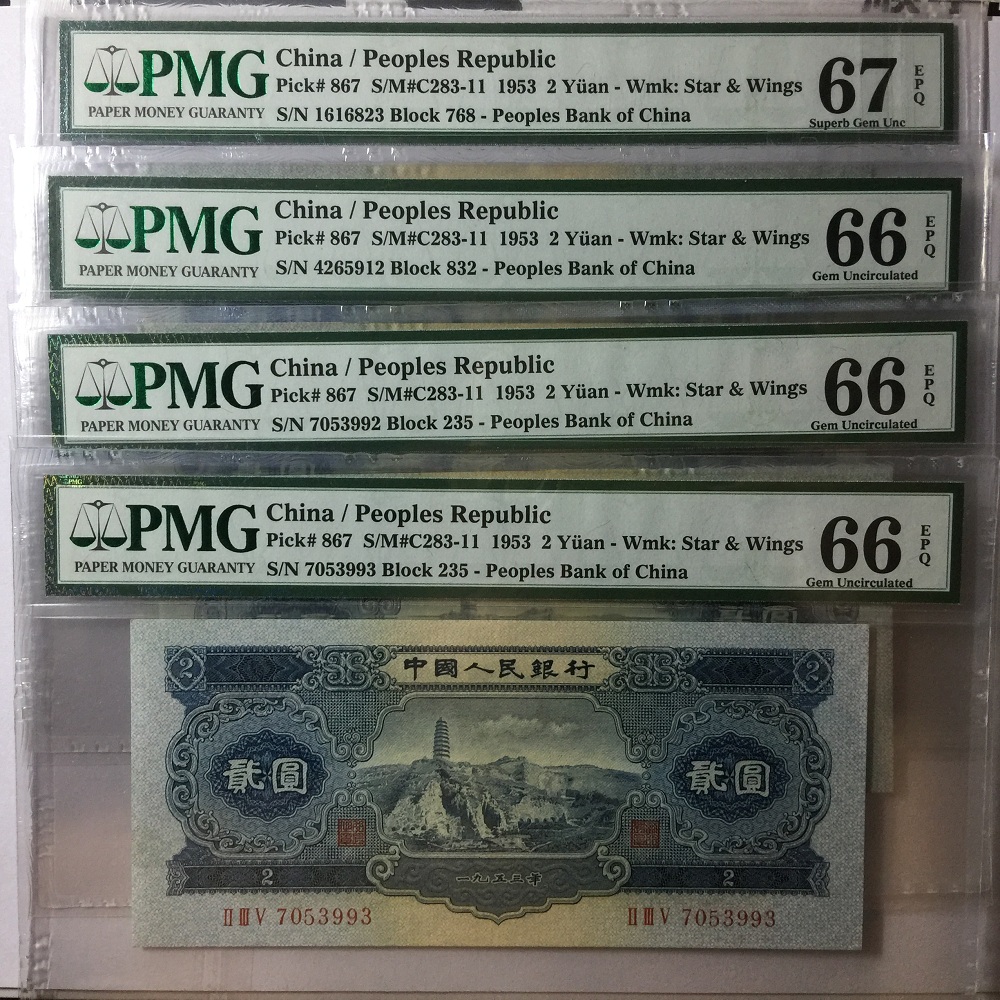 PMG
PAPER MONEY GUARANTY
China / Peoples Republic
Pick# 867 S/M#C283-11 1953 2 Yüan - Wmk: Star & Wings
S/N 1616823 Block 768 - Peoples Bank of China
67
EPQ
Superb Gem Unc
PMG
PAPER MONEY GUARANTY
China / Peoples Republic
Pick# 867 S/M#C283-11 1953 2 Yüan - Wmk: Star & Wings
S/N 4265912 Block 832 - Peoples Bank of China
66
EPQ
Gem Uncirculated
PMG
PAPER MONEY GUARANTY
China / Peoples Republic
Pick# 867 S/M#C283-11 1953 2 Yüan - Wmk: Star & Wings
S/N 7053992 Block 235 - Peoples Bank of China
66
EPQ
Gem Uncirculated
PMG
PAPER MONEY GUARANTY
China / Peoples Republic
Pick# 867 S/M#C283-11 1953 2 Yüan - Wmk: Star & Wings
S/N 7053993 Block 235 - Peoples Bank of China
66
EPQ
Gem Uncirculated
2 中國人民銀行 2
貳圓 貳圓
一九五三年
2 2
II III V 7053993 II III V 7053993